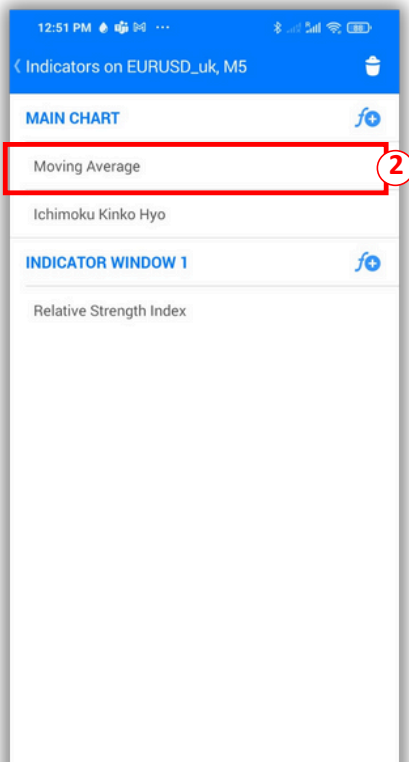 12:51 PM
Indicators on EURUSD_uk, M5
MAIN CHART
Moving Average
2
Ichimoku Kinko Hyo
INDICATOR WINDOW 1
Relative Strength Index